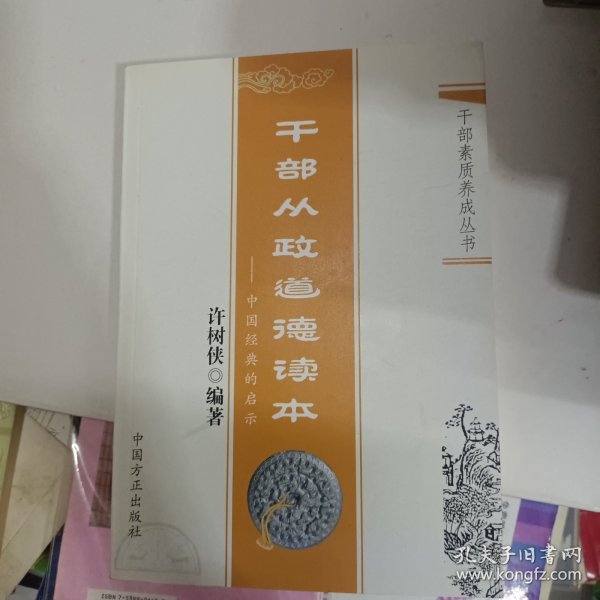 干部素质养成丛书
干部从政道德读本
——中国经典的启示
许树侠◎编著
中国方正出版社
孔夫子旧书网
www.kongfz.com